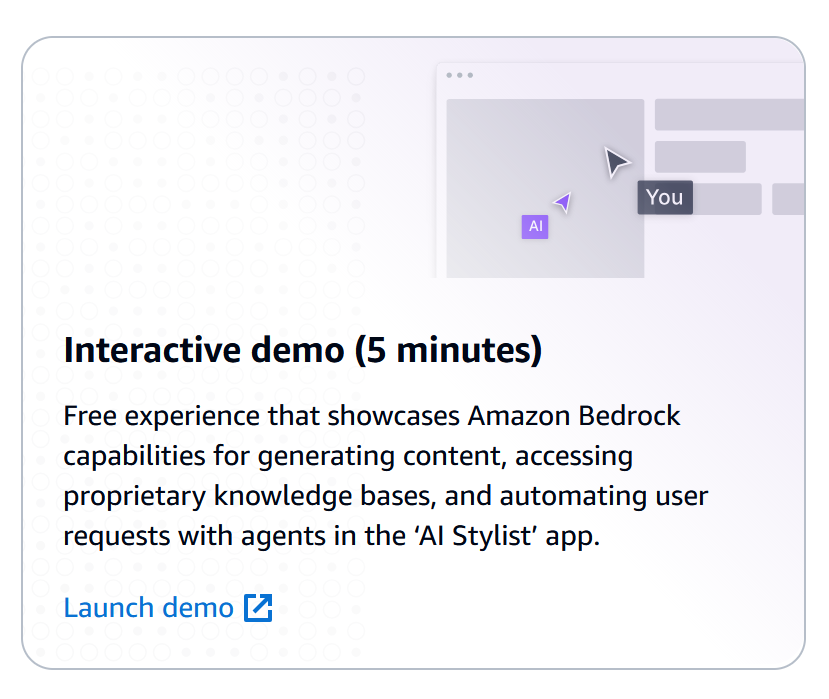 You
AI
Interactive demo (5 minutes)
Free experience that showcases Amazon Bedrock
capabilities for generating content, accessing
proprietary knowledge bases, and automating user
requests with agents in the ‘AI Stylist’ app.
Launch demo